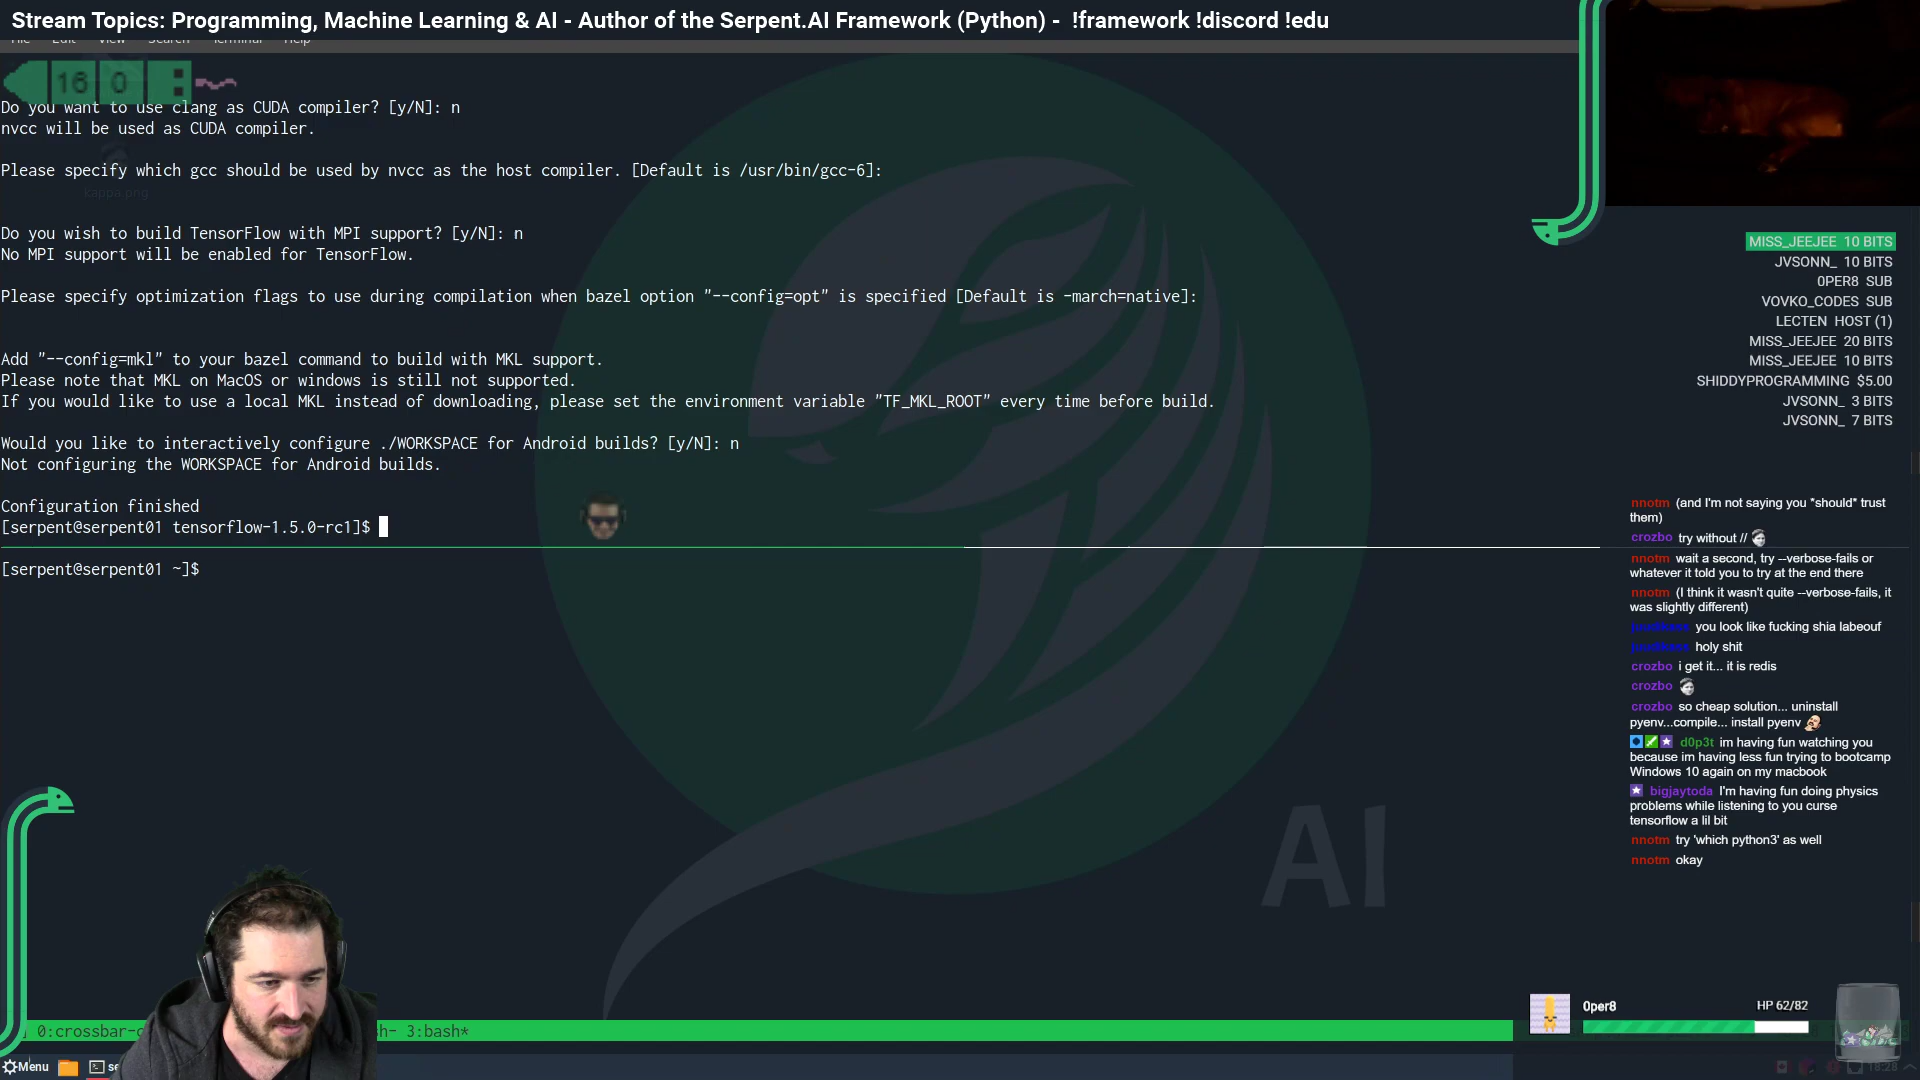 Stream Topics: Programming, Machine Learning & AI - Author of the Serpent.AI Framework (Python) -  !framework !discord !edu
File Edit View Search Terminal Help
16 0 :
Do you want to use clang as CUDA compiler? [y/N]: n
nvcc will be used as CUDA compiler.
Please specify which gcc should be used by nvcc as the host compiler. [Default is /usr/bin/gcc-6]:
kappa.png
Do you wish to build TensorFlow with MPI support? [y/N]: n
No MPI support will be enabled for TensorFlow.
Please specify optimization flags to use during compilation when bazel option "--config=opt" is specified [Default is -march=native]:
Add "--config=mkl" to your bazel command to build with MKL support.
Please note that MKL on MacOS or windows is still not supported.
If you would like to use a local MKL instead of downloading, please set the environment variable "TF_MKL_ROOT" every time before build.
Would you like to interactively configure ./WORKSPACE for Android builds? [y/N]: n
Not configuring the WORKSPACE for Android builds.
Configuration finished
[serpent@serpent01 tensorflow-1.5.0-rc1]$
[serpent@serpent01 ~]$
AI
MISS_JEEJEE 10 BITS
JVSONN_ 10 BITS
0PER8 SUB
VOVKO_CODES SUB
LECTEN HOST (1)
MISS_JEEJEE 20 BITS
MISS_JEEJEE 10 BITS
SHIDDYPROGRAMMING $5.00
JVSONN_ 3 BITS
JVSONN_ 7 BITS
nnotm (and I'm not saying you *should* trust
them)
crozbo try without //
nnotm wait a second, try --verbose-fails or
whatever it told you to try at the end there
nnotm (I think it wasn't quite --verbose-fails, it
was slightly different)
you look like fucking shia labeouf
holy shit
crozbo i get it... it is redis
crozbo
crozbo so cheap solution... uninstall
pyenv...compile... install pyenv
d0p3t im having fun watching you
because im having less fun trying to bootcamp
Windows 10 again on my macbook
bigjaytoda I'm having fun doing physics
problems while listening to you curse
tensorflow a lil bit
nnotm try 'which python3' as well
nnotm okay
0per8 HP 62/82
0:crossbar- h- 3:bash*
Menu se
18:28